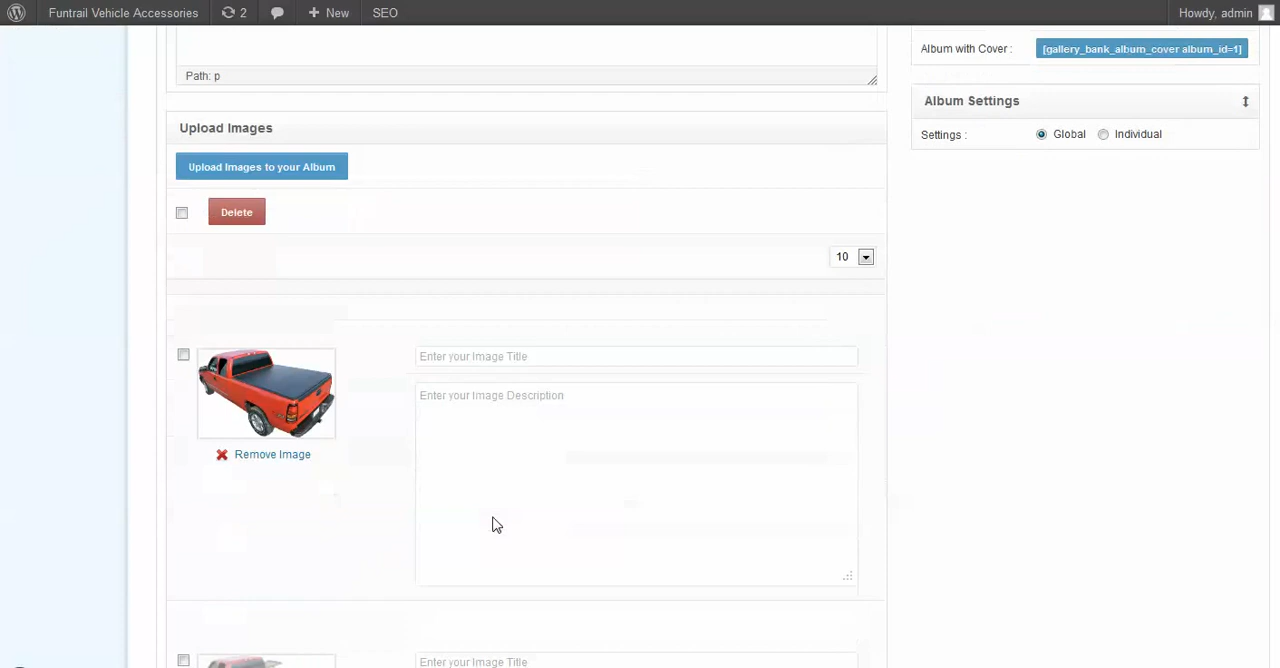 Funtrail Vehicle Accessories 2 New SEO Howdy, admin
Path: p
Album with Cover : [gallery_bank_album_cover album_id=1]
Album Settings
Settings : Global Individual
Upload Images
Upload Images to your Album
Delete
10
Enter your Image Title
Enter your Image Description
Remove Image
Enter your Image Title